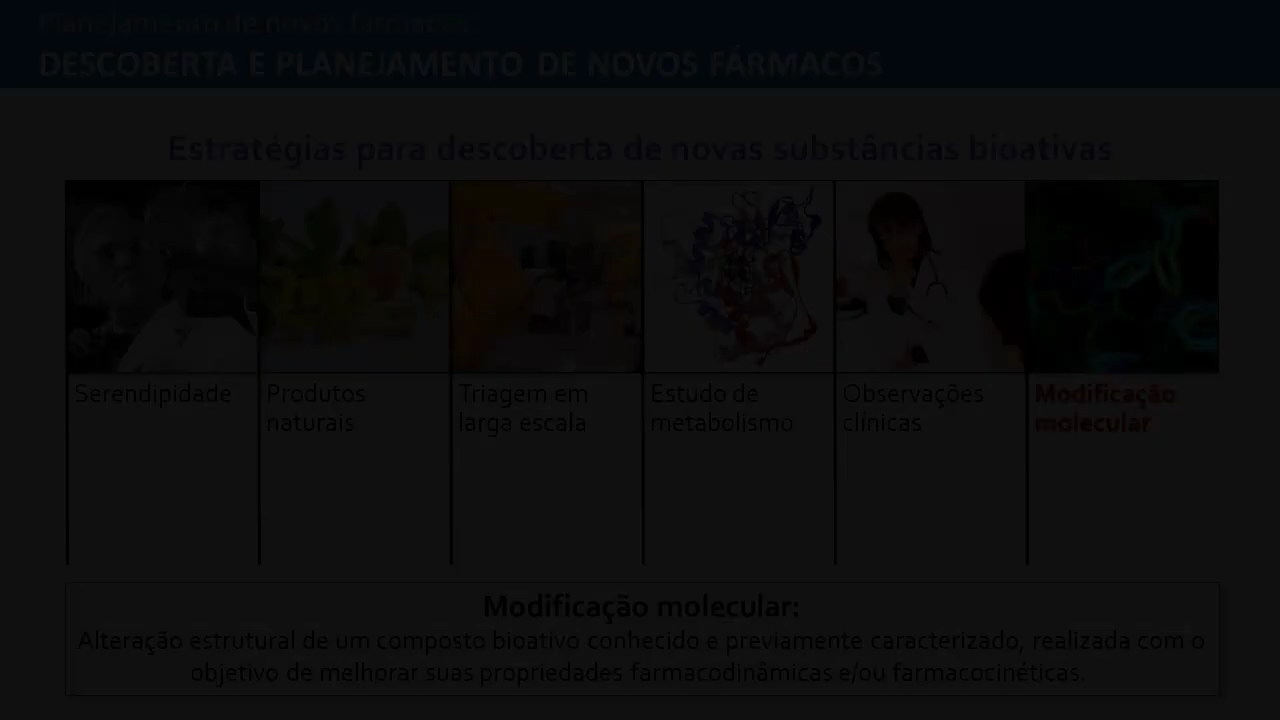 Planejamento de novos fármacos
DESCOBERTA E PLANEJAMENTO DE NOVOS FÁRMACOS
Estratégias para descoberta de novas substâncias bioativas
Serendipidade
Produtos
naturais
Triagem em
larga escala
Estudo de
metabolismo
Observações
clínicas
Modificação
molecular
Modificação molecular:
Alteração estrutural de um composto bioativo conhecido e previamente caracterizado, realizada com o
objetivo de melhorar suas propriedades farmacodinâmicas e/ou farmacocinéticas.